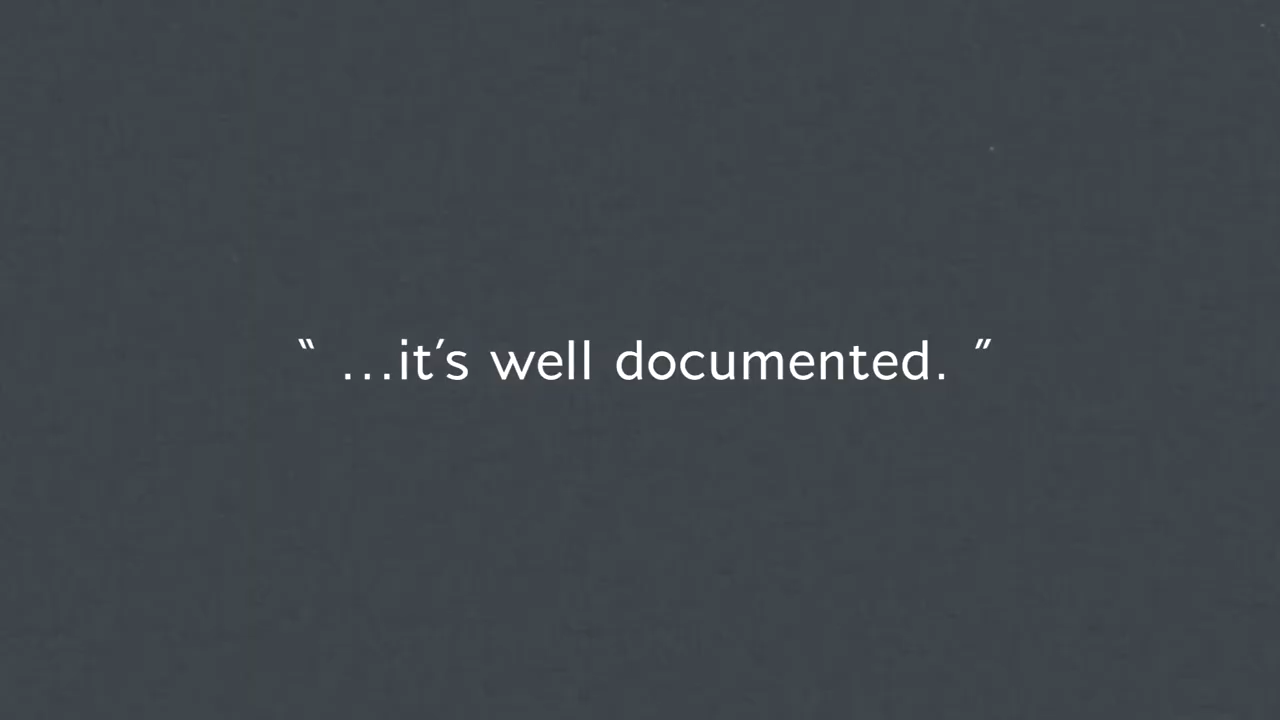 “ ...it's well documented. ”